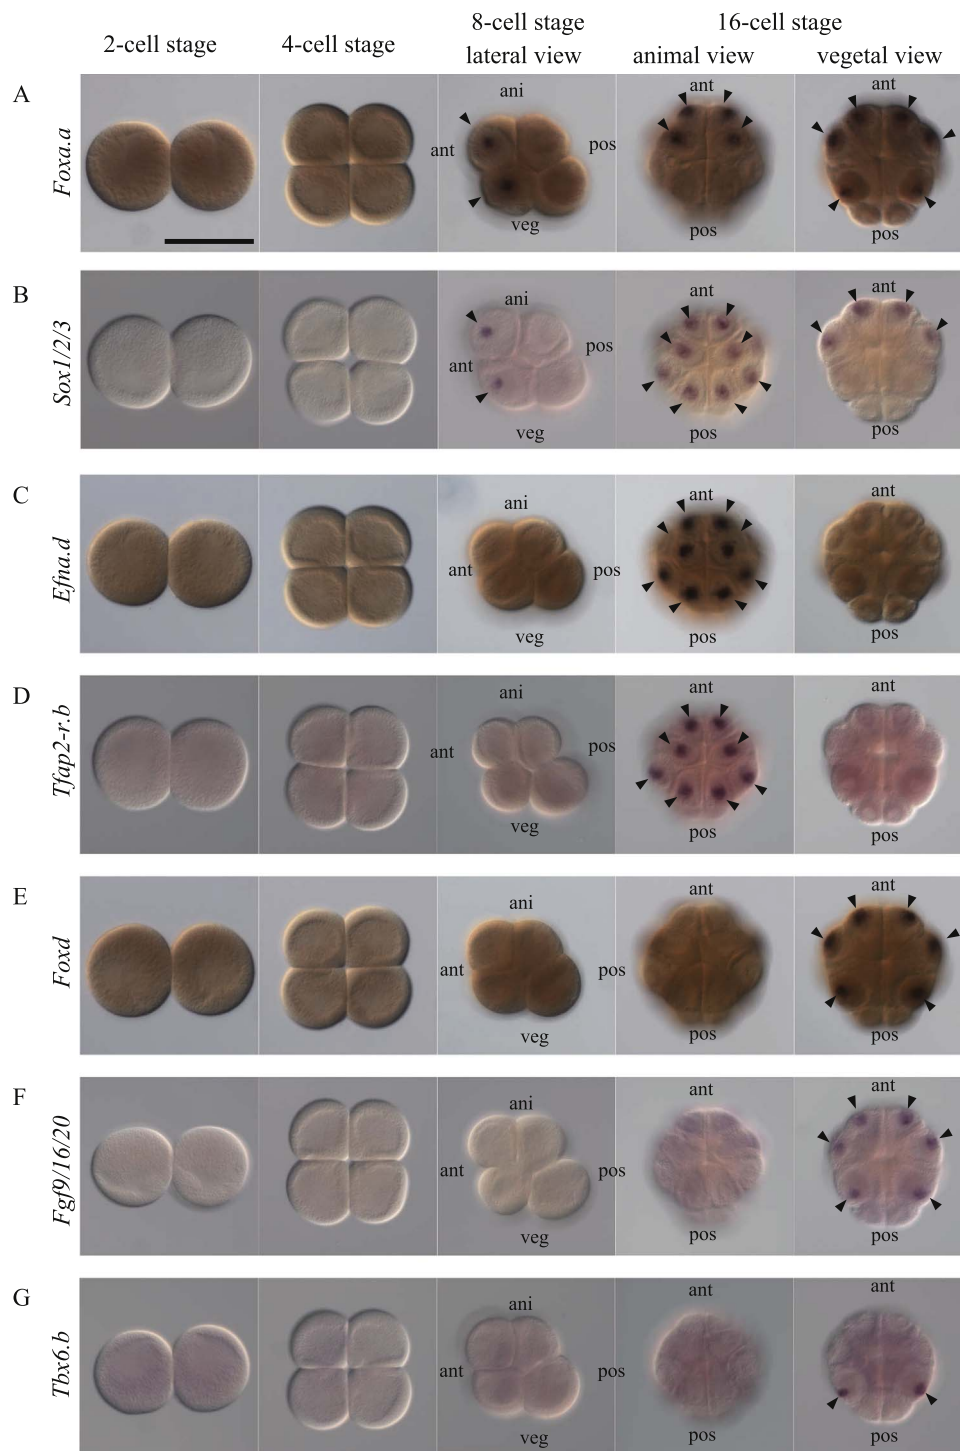 2-cell stage 4-cell stage 8-cell stage lateral view 16-cell stage
animal view vegetal view
A
Foxa.a
ani ant pos veg ant pos ant pos
B
Sox1/2/3
ani ant pos veg ant pos ant pos
C
Efna.d
ani ant pos veg ant pos ant pos
D
Tfap2-r.b
ani ant pos veg ant pos ant pos
E
Foxd
ani ant pos veg ant pos ant pos
F
Fgf9/16/20
ani ant pos veg ant pos ant pos
G
Tbx6.b
ani ant pos veg ant pos ant pos